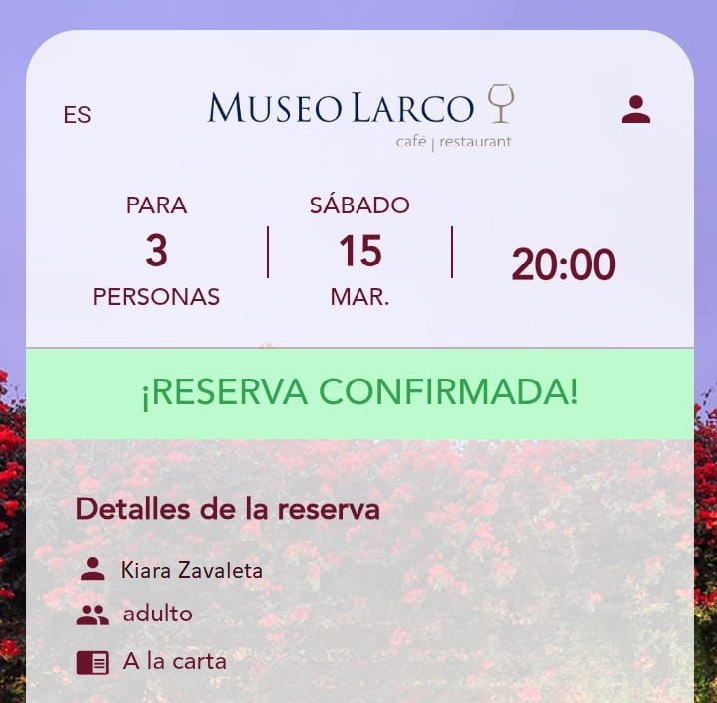 ES
MUSEO LARCO
café | restaurant
PARA
3
PERSONAS
SÁBADO
15
MAR.
20:00
¡RESERVA CONFIRMADA!
Detalles de la reserva
Kiara Zavaleta
adulto
A la carta